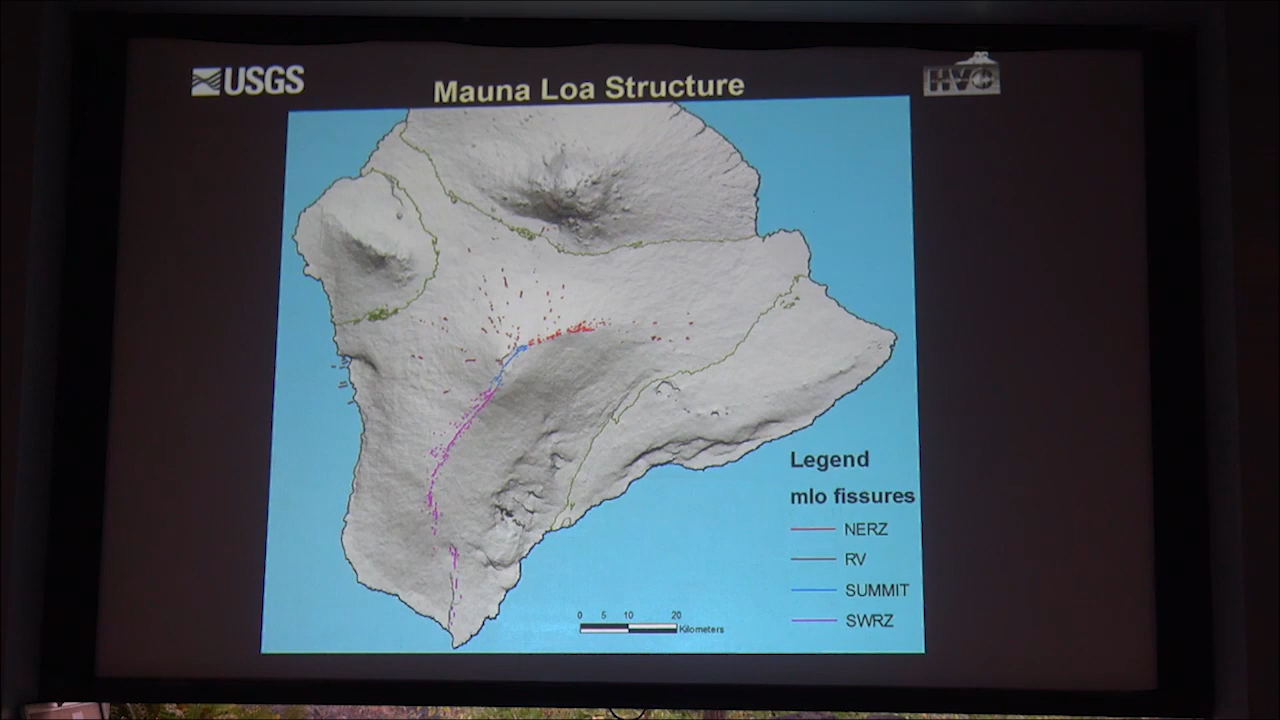 USGS
Mauna Loa Structure
HVO
Legend
mlo fissures
NERZ
RV
SUMMIT
SWRZ
0 5 10 20
Kilometers